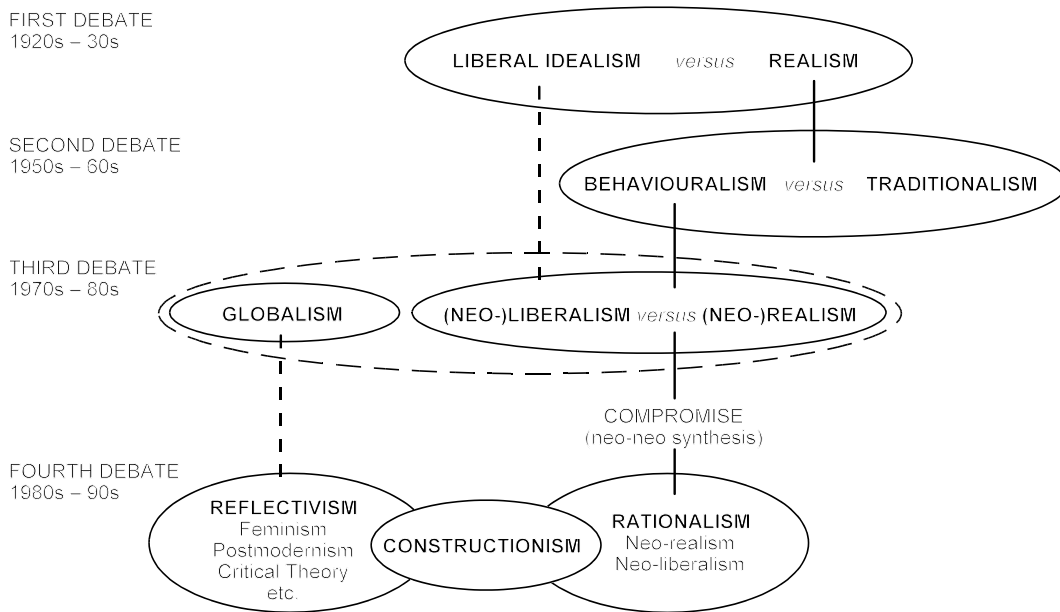 FIRST DEBATE
1920s – 30s
LIBERAL IDEALISM versus REALISM
SECOND DEBATE
1950s – 60s
BEHAVIOURALISM versus TRADITIONALISM
THIRD DEBATE
1970s – 80s
GLOBALISM
(NEO-)LIBERALISM versus (NEO-)REALISM
COMPROMISE
(neo-neo synthesis)
FOURTH DEBATE
1980s – 90s
REFLECTIVISM
Feminism
Postmodernism
Critical Theory
etc.
CONSTRUCTIONISM
RATIONALISM
Neo-realism
Neo-liberalism